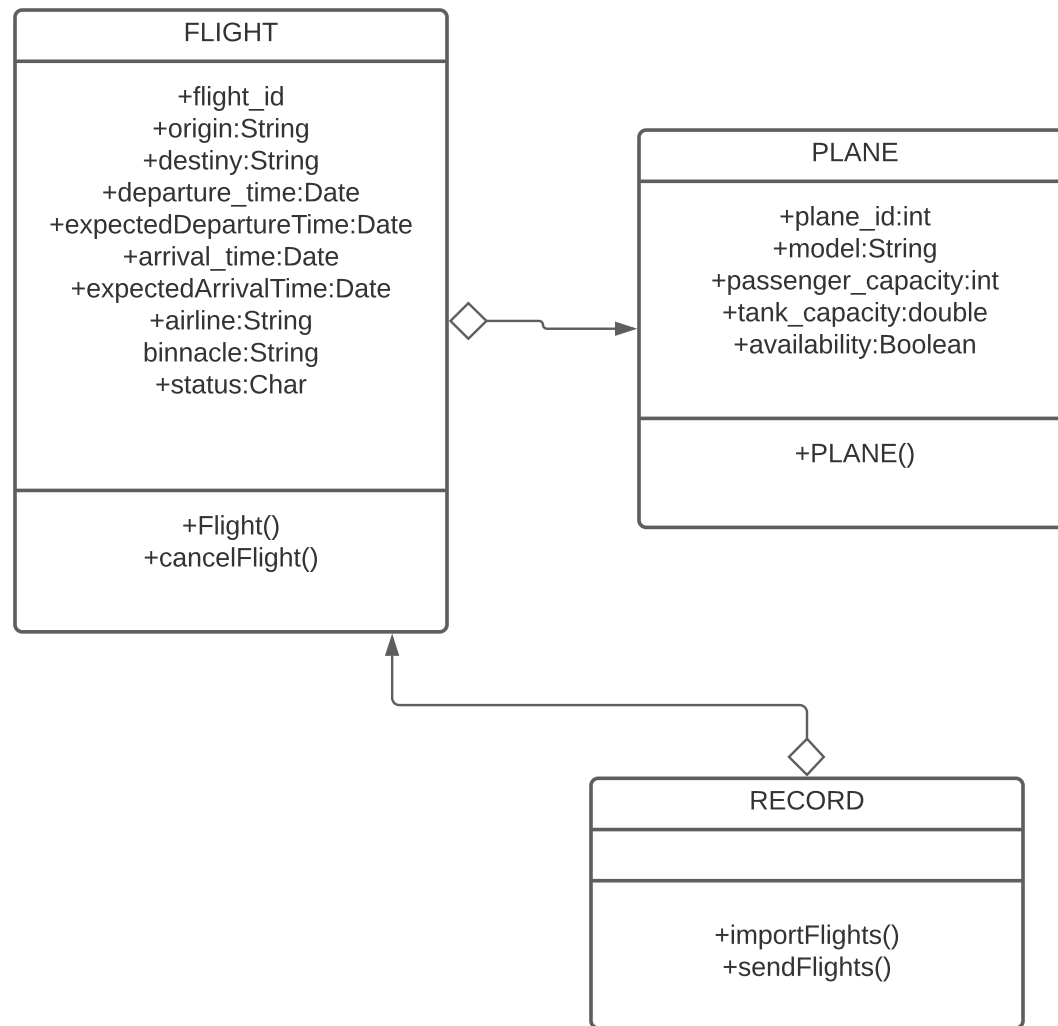 FLIGHT
+flight_id
+origin:String
+destiny:String
+departure_time:Date
+expectedDepartureTime:Date
+arrival_time:Date
+expectedArrivalTime:Date
+airline:String
binnacle:String
+status:Char
+Flight()
+cancelFlight()
PLANE
+plane_id:int
+model:String
+passenger_capacity:int
+tank_capacity:double
+availability:Boolean
+PLANE()
RECORD
+importFlights()
+sendFlights()